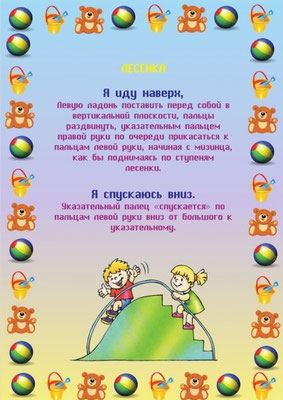 ЛЕСЕНКА
Я иду наверх,
Левую ладонь поставить перед собой в
вертикальной плоскости, пальцы
раздвинуть, указательным пальцем
правой руки по очереди прикасаться к
пальцам левой руки, начиная с мизинца,
как бы поднимаясь по ступеням
лесенки.
Я спускаюсь вниз.
Указательный палец «спускается» по
пальцам левой руки вниз от большого к
указательному.